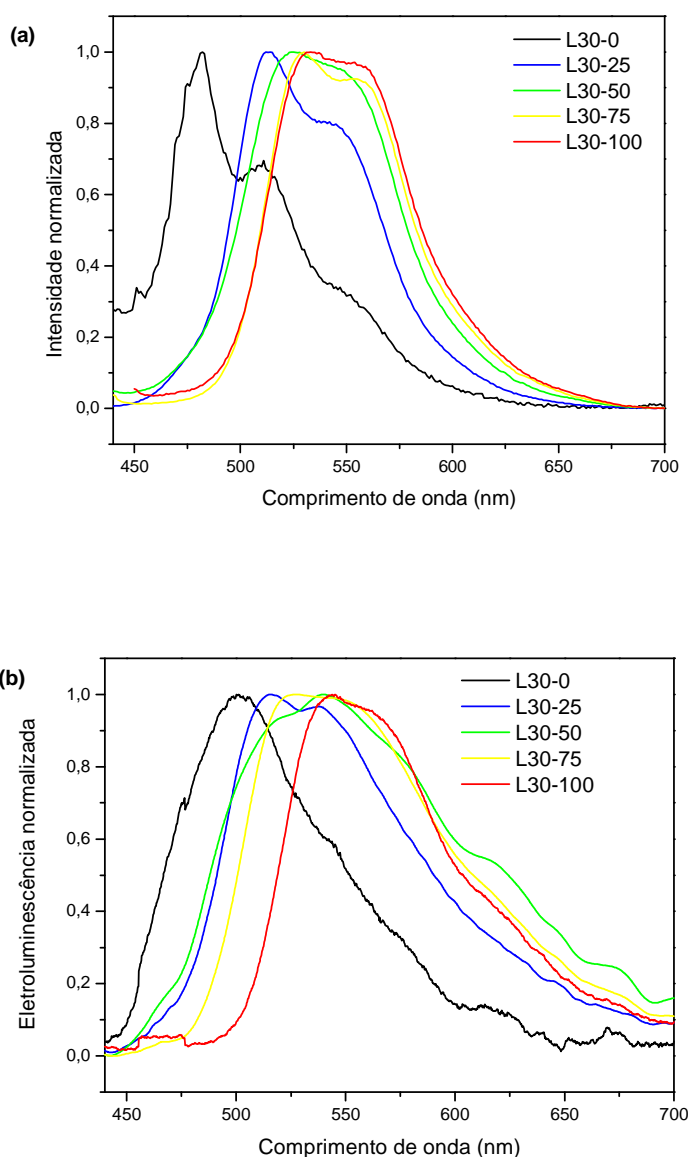 (a)
1,0
0,8
0,6
0,4
0,2
0,0
Intensidade normalizada
L30-0
L30-25
L30-50
L30-75
L30-100
450 500 550 600 650 700
Comprimento de onda (nm)
(b)
1,0
0,8
0,6
0,4
0,2
0,0
Eletroluminescência normalizada
L30-0
L30-25
L30-50
L30-75
L30-100
450 500 550 600 650 700
Comprimento de onda (nm)